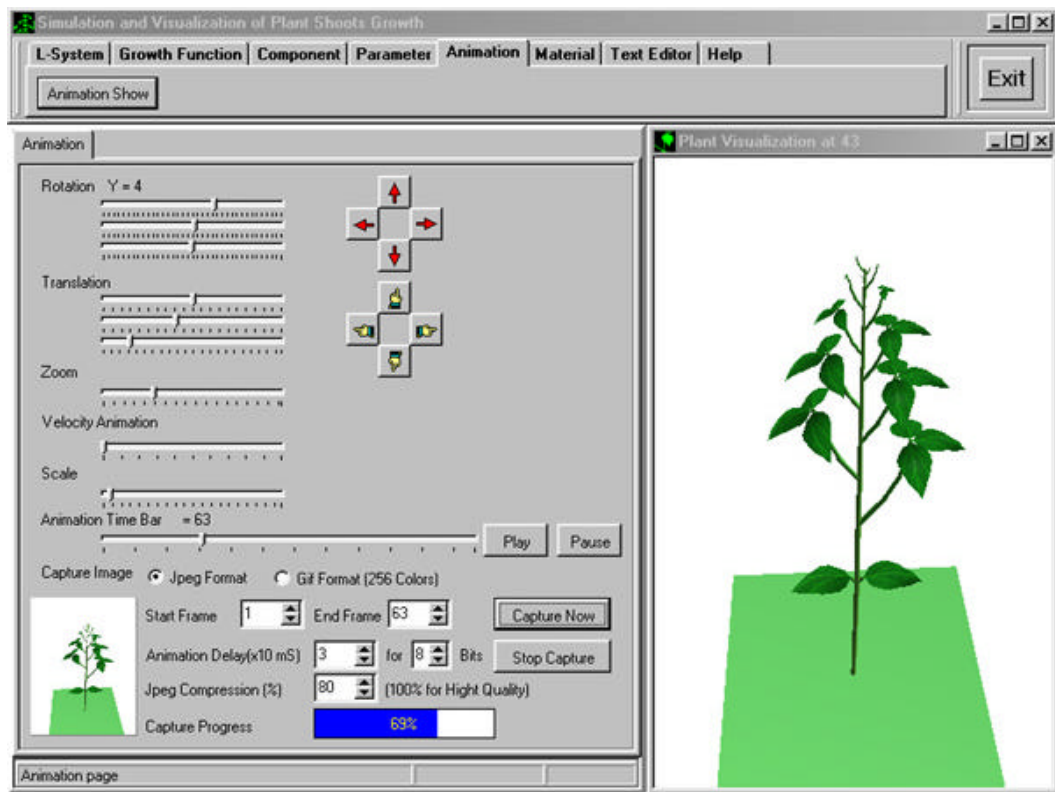 Simulation and Visualization of Plant Shoots Growth
L-System Growth Function Component Parameter Animation Material Text Editor Help
Animation Show
Exit
Animation
Rotation Y = 4
Translation
Zoom
Velocity Animation
Scale
Animation Time Bar = 63
Play Pause
Capture Image Jpeg Format Gif Format (256 Colors)
Start Frame 1 End Frame 63 Capture Now
Animation Delay(x10 mS) 3 for 8 Bits Stop Capture
Jpeg Compression (%) 80 (100% for Hight Quality)
Capture Progress 69%
Animation page
Plant Visualization at 43